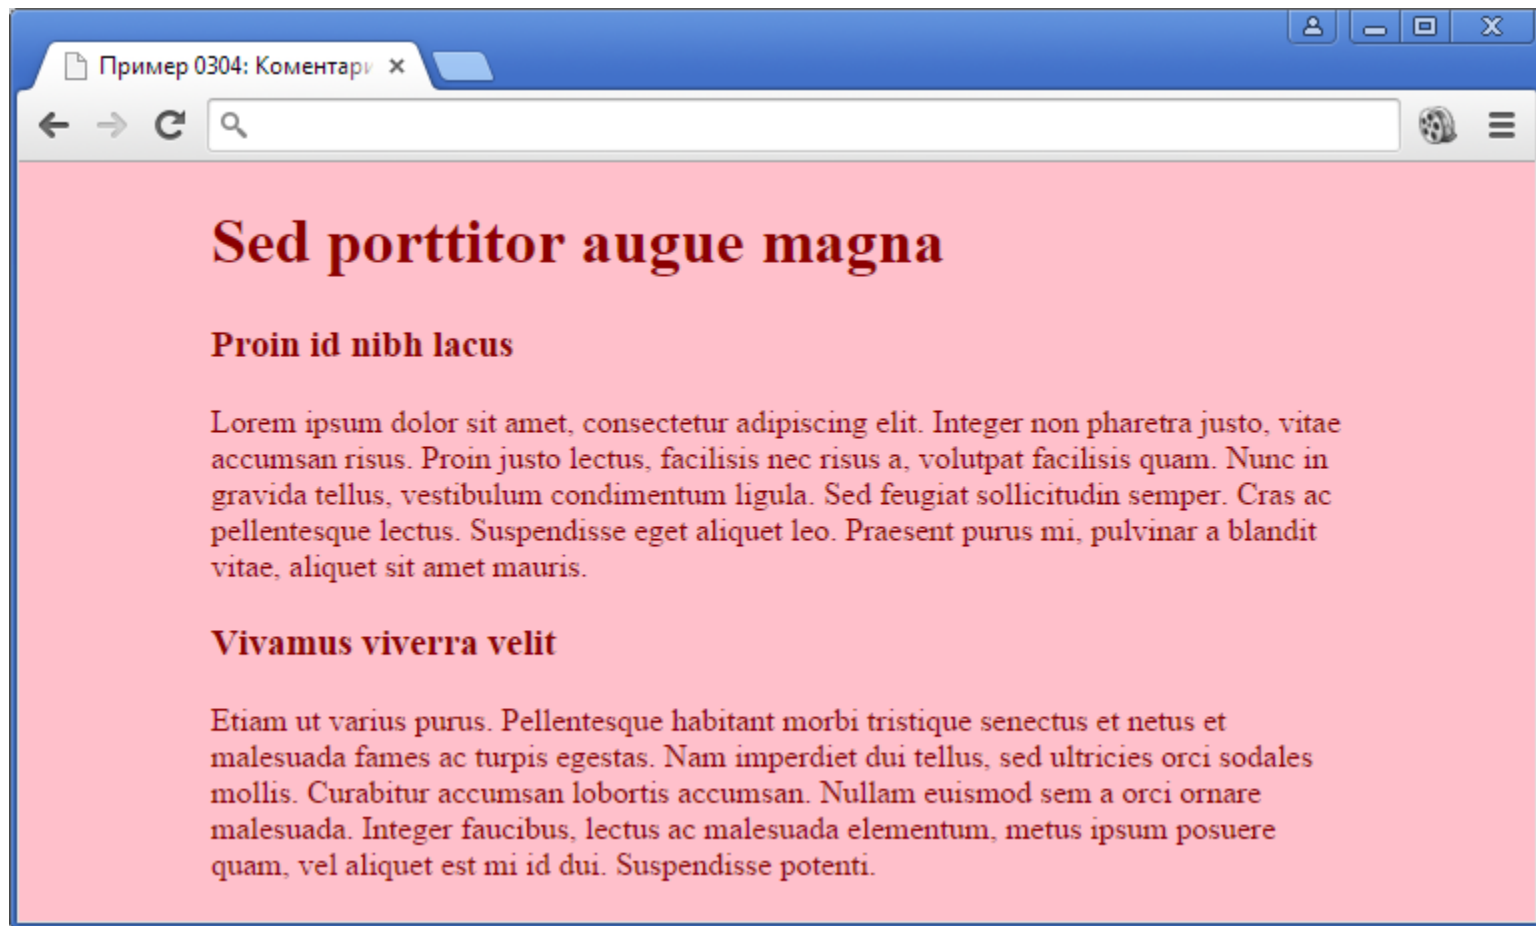 Пример 0304: Коментари
Sed porttitor augue magna
Proin id nibh lacus
Lorem ipsum dolor sit amet, consectetur adipiscing elit. Integer non pharetra justo, vitae
accumsan risus. Proin justo lectus, facilisis nec risus a, volutpat facilisis quam. Nunc in
gravida tellus, vestibulum condimentum ligula. Sed feugiat sollicitudin semper. Cras ac
pellentesque lectus. Suspendisse eget aliquet leo. Praesent purus mi, pulvinar a blandit
vitae, aliquet sit amet mauris.
Vivamus viverra velit
Etiam ut varius purus. Pellentesque habitant morbi tristique senectus et netus et
malesuada fames ac turpis egestas. Nam imperdiet dui tellus, sed ultricies orci sodales
mollis. Curabitur accumsan lobortis accumsan. Nullam euismod sem a orci ornare
malesuada. Integer faucibus, lectus ac malesuada elementum, metus ipsum posuere
quam, vel aliquet est mi id dui. Suspendisse potenti.